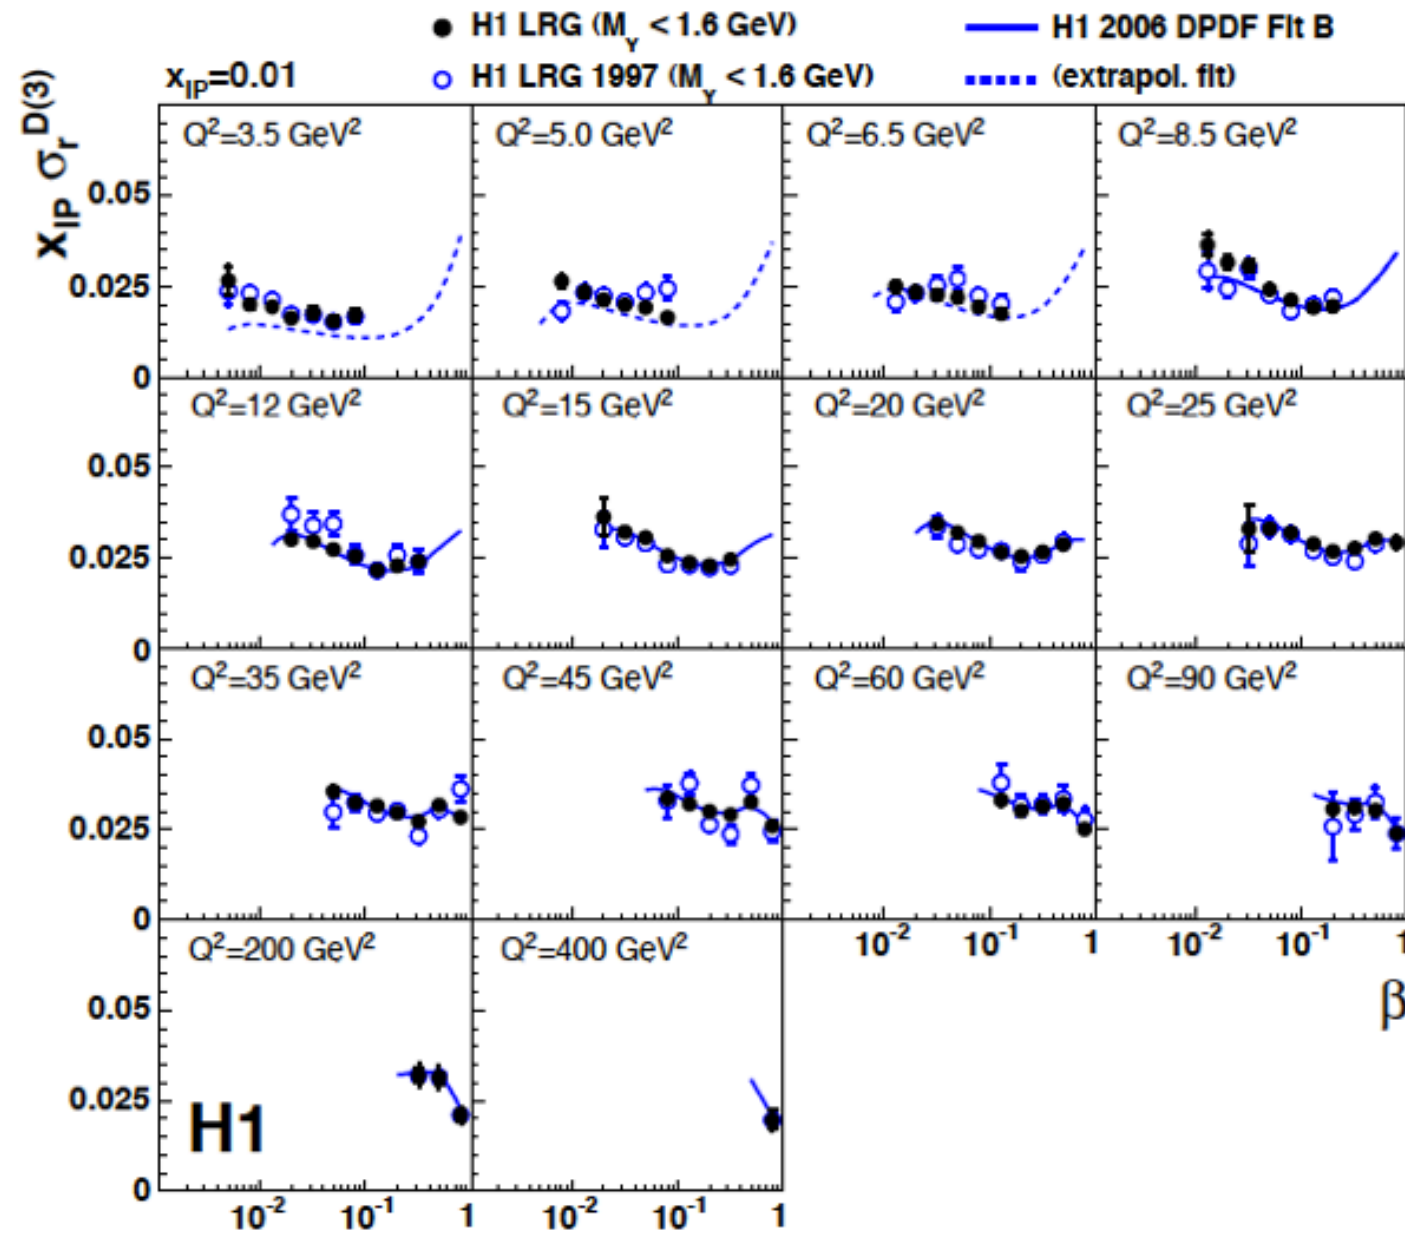 H1 LRG (M_Y < 1.6 GeV) H1 2006 DPDF Fit B
x_IP=0.01 H1 LRG 1997 (M_Y < 1.6 GeV) (extrapol. fit)
x_IP σ_r^D(3)
Q²=3.5 GeV² Q²=5.0 GeV² Q²=6.5 GeV² Q²=8.5 GeV²
0.05
0.025
0
Q²=12 GeV² Q²=15 GeV² Q²=20 GeV² Q²=25 GeV²
0.05
0.025
0
Q²=35 GeV² Q²=45 GeV² Q²=60 GeV² Q²=90 GeV²
0.05
0.025
0
10⁻² 10⁻¹ 1 10⁻² 10⁻¹ 1
Q²=200 GeV² Q²=400 GeV²
β
0.05
0.025
H1
0
10⁻² 10⁻¹ 1 10⁻² 10⁻¹ 1